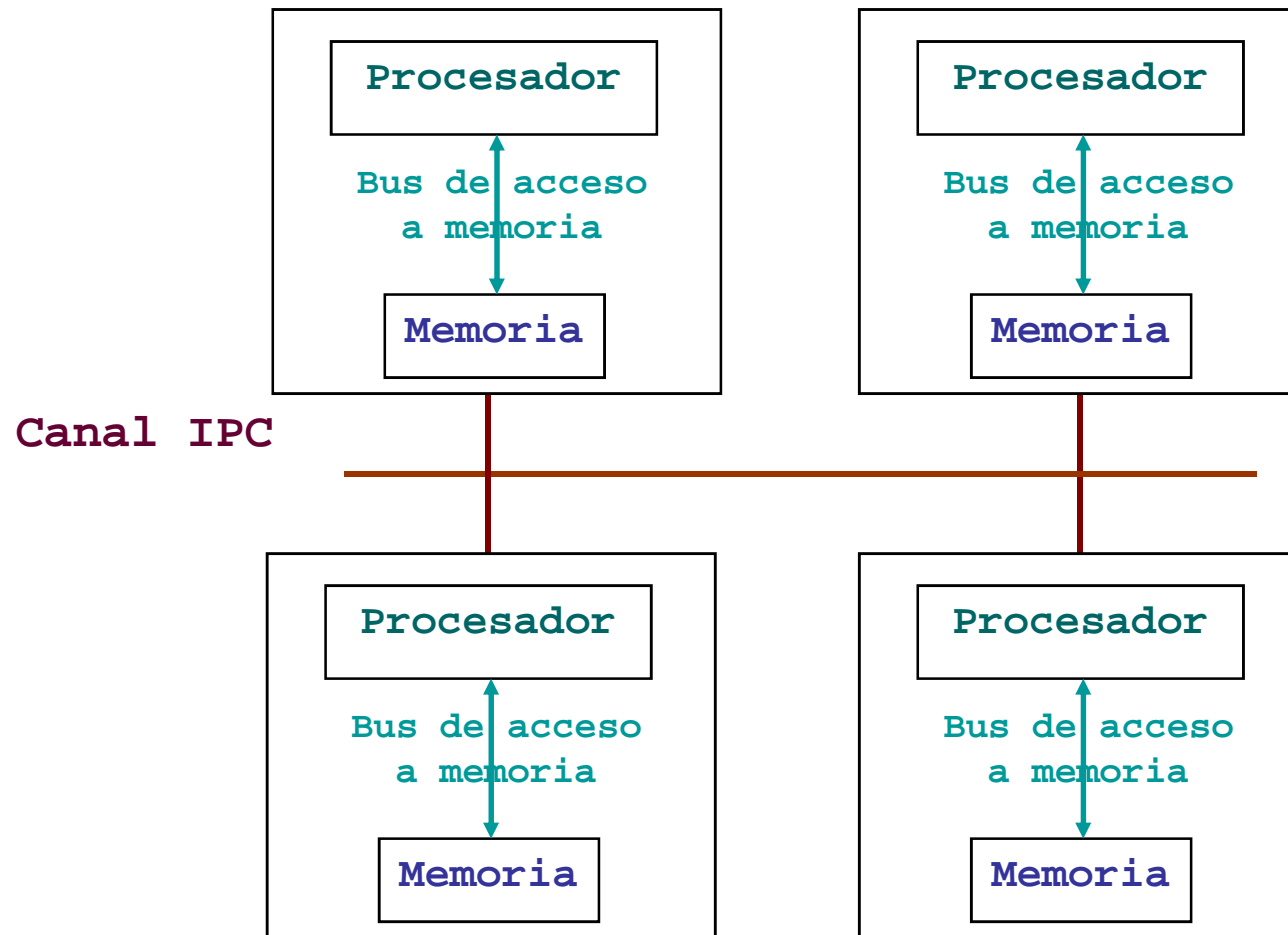 Procesador
Bus de acceso
a memoria
Memoria
Procesador
Bus de acceso
a memoria
Memoria
Canal IPC
Procesador
Bus de acceso
a memoria
Memoria
Procesador
Bus de acceso
a memoria
Memoria